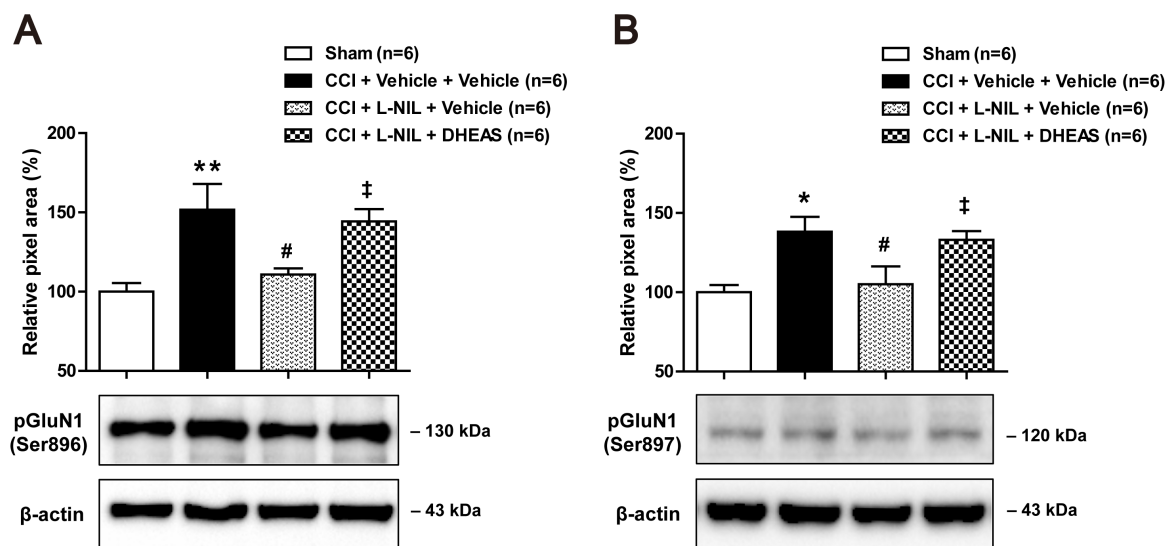 A
Sham (n=6)
CCI + Vehicle + Vehicle (n=6)
CCI + L-NIL + Vehicle (n=6)
CCI + L-NIL + DHEAS (n=6)
Relative pixel area (%)
200
150
100
50
**
#
‡
pGluN1
(Ser896)
– 130 kDa
β-actin
– 43 kDa
B
Sham (n=6)
CCI + Vehicle + Vehicle (n=6)
CCI + L-NIL + Vehicle (n=6)
CCI + L-NIL + DHEAS (n=6)
Relative pixel area (%)
200
150
100
50
*
#
‡
pGluN1
(Ser897)
– 120 kDa
β-actin
– 43 kDa